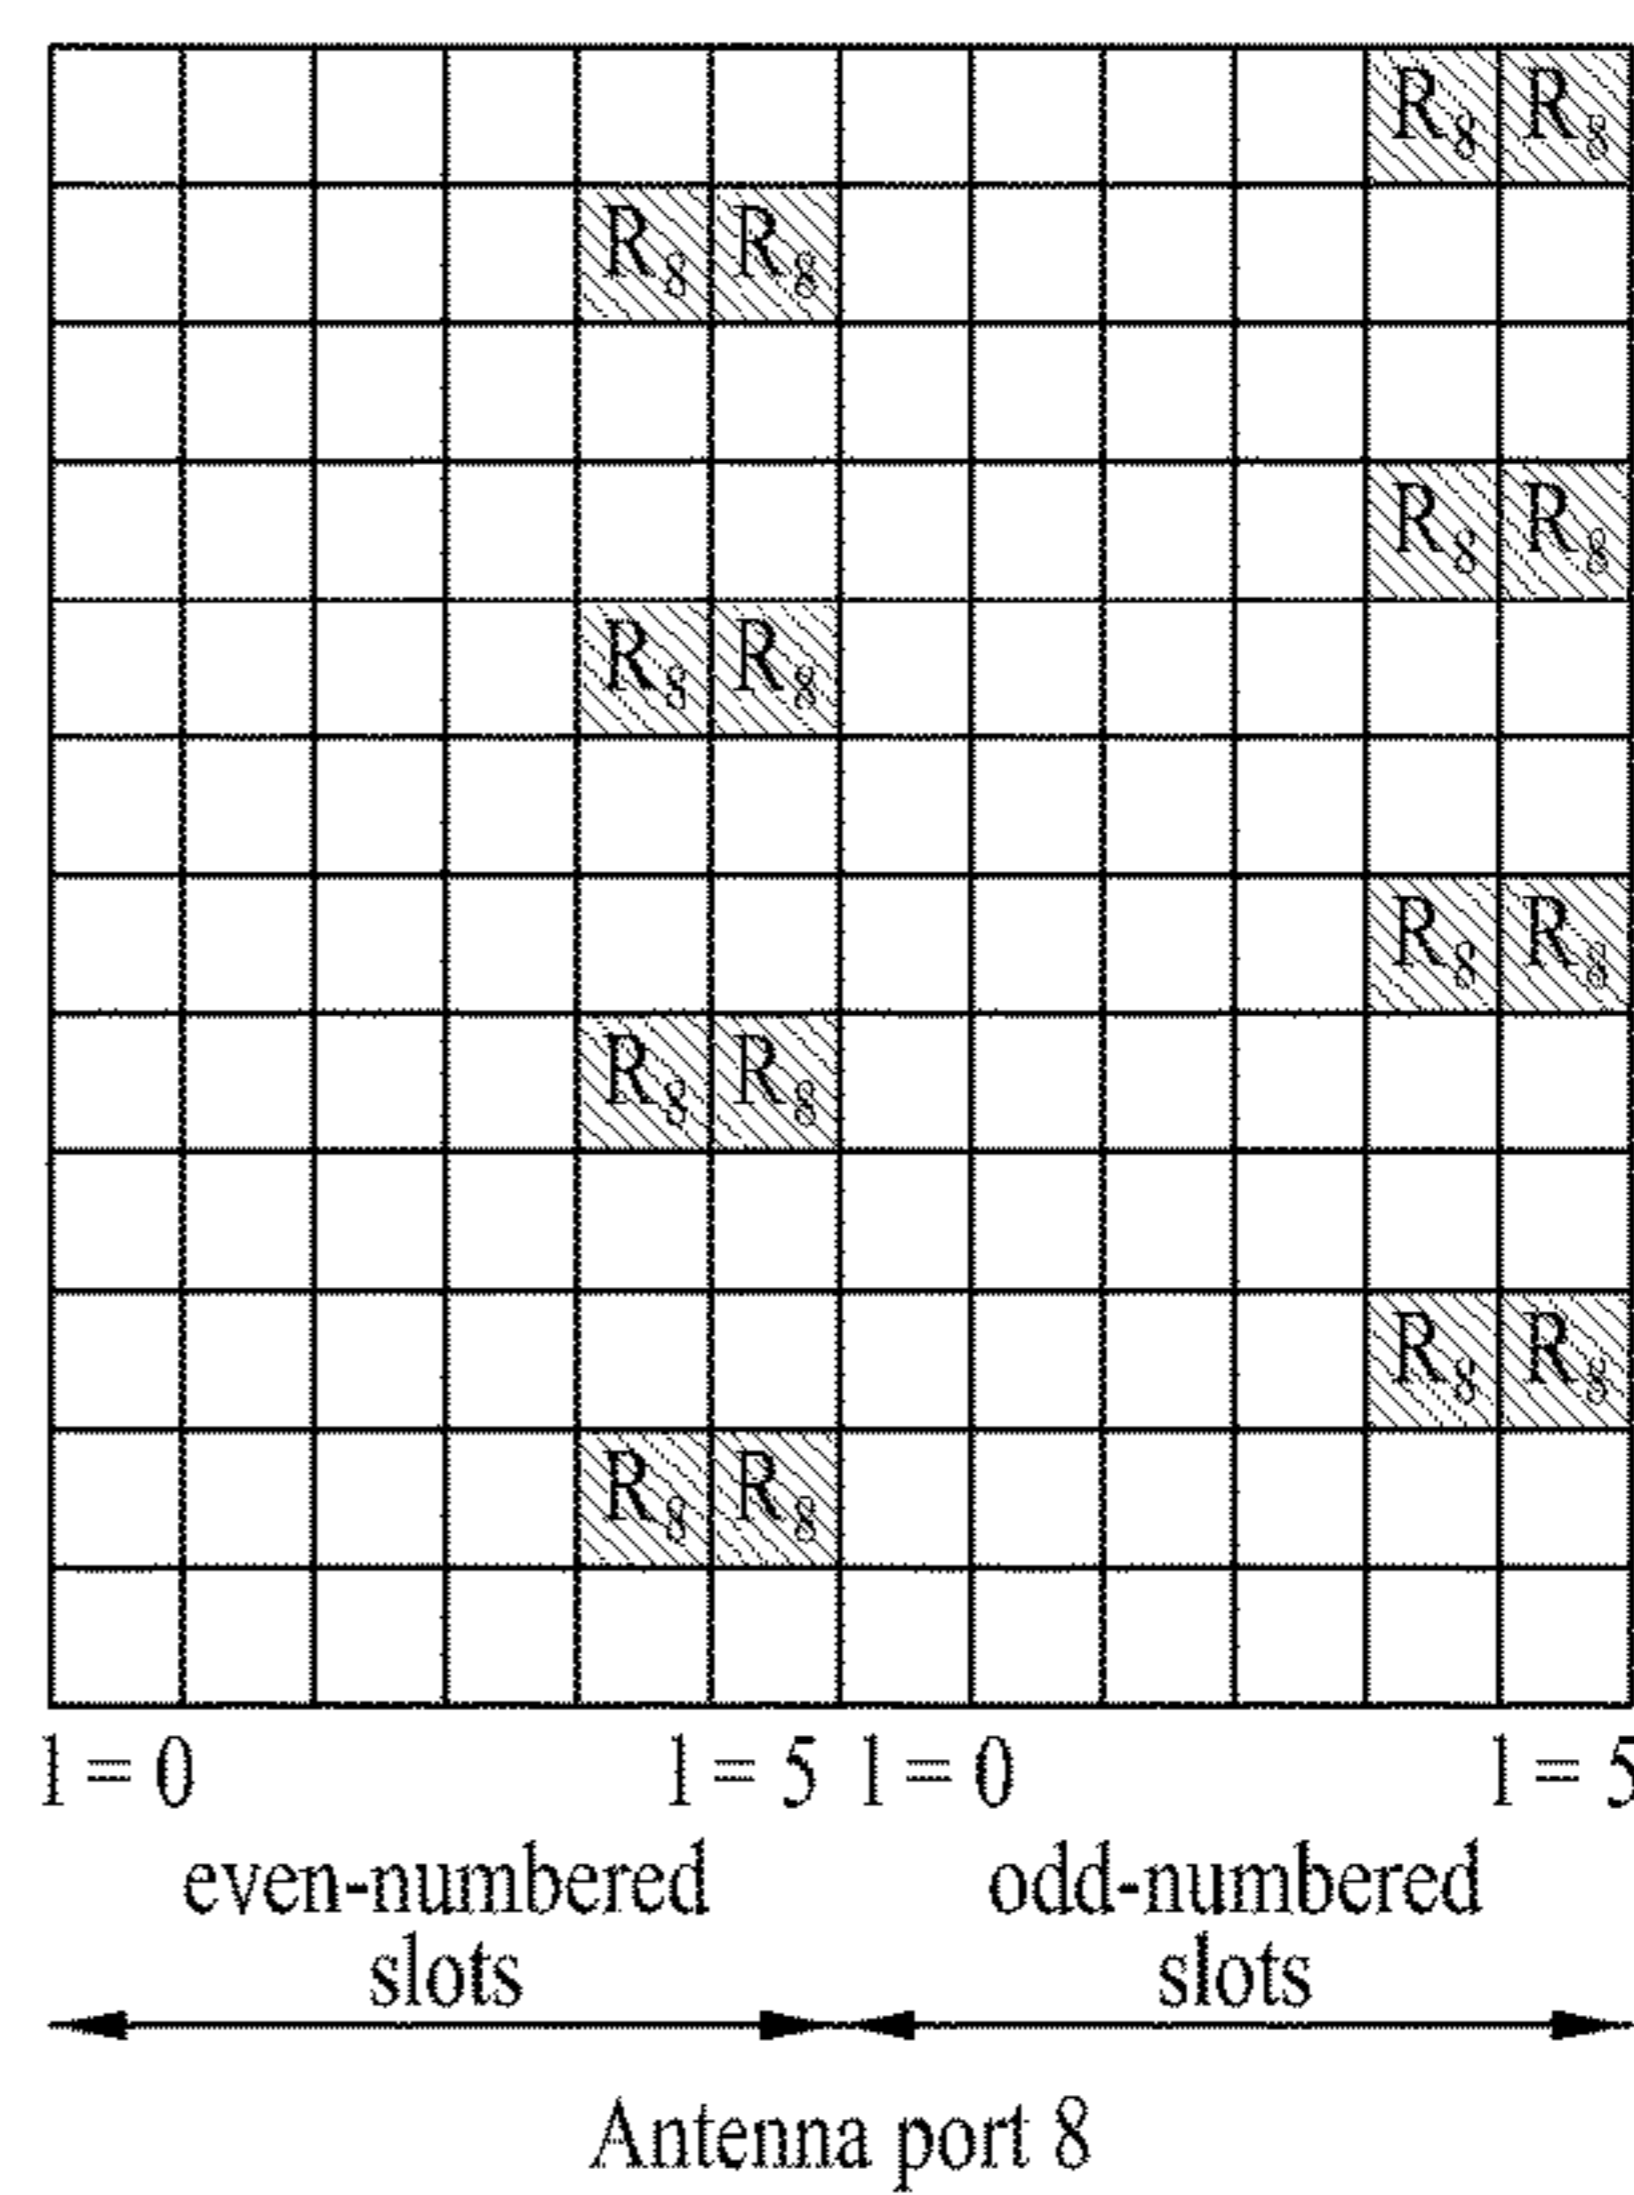 R8 R8
R8 R8
R8 R8
R8 R8
R8 R8
R8 R8
R8 R8
R8 R8
l = 0 l = 5 l = 0 l = 5
even-numbered slots
odd-numbered slots
Antenna port 8